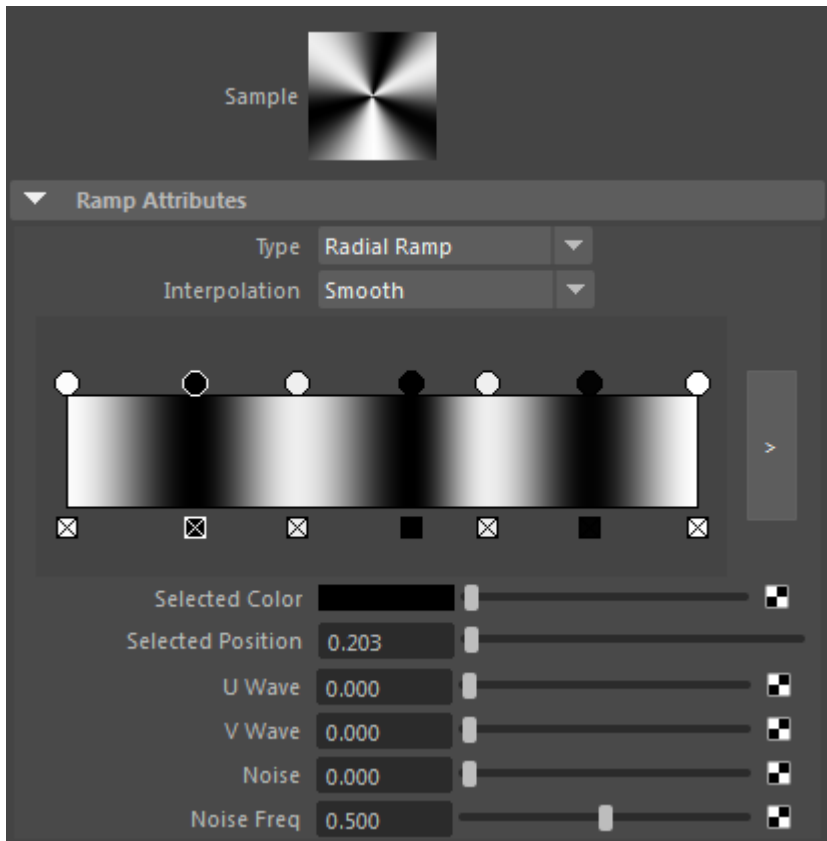 Sample
Ramp Attributes
Type Radial Ramp
Interpolation Smooth
>
Selected Color
Selected Position 0.203
U Wave 0.000
V Wave 0.000
Noise 0.000
Noise Freq 0.500